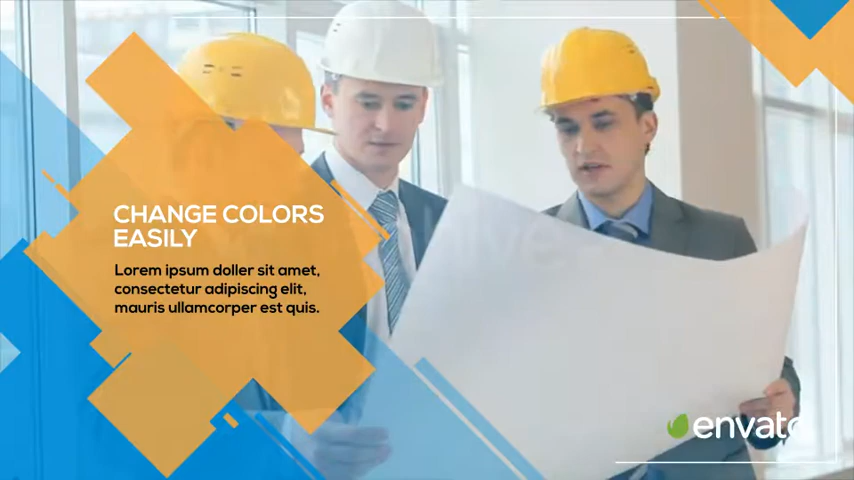 CHANGE COLORS
EASILY
Lorem ipsum doller sit amet,
consectetur adipiscing elit,
mauris ullamcorper est quis.
envato